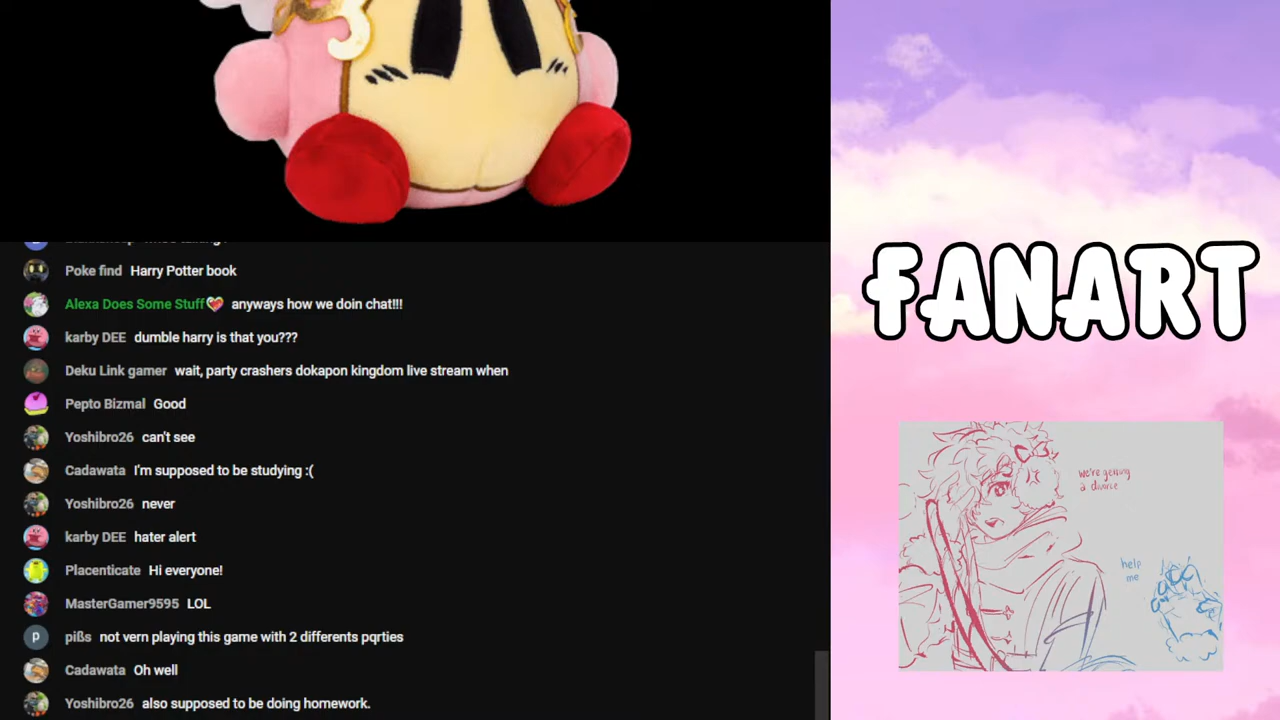 Poke find Harry Potter book
Alexa Does Some Stuff💖 anyways how we doin chat!!!
karby DEE dumble harry is that you???
Deku Link gamer wait, party crashers dokapon kingdom live stream when
Pepto Bizmal Good
Yoshibro26 can't see
Cadawata I'm supposed to be studying :(
Yoshibro26 never
karby DEE hater alert
Placenticate Hi everyone!
MasterGamer9595 LOL
p pißs not vern playing this game with 2 differents pqrties
Cadawata Oh well
Yoshibro26 also supposed to be doing homework.
FANART
we're getting
a divorce
help
me